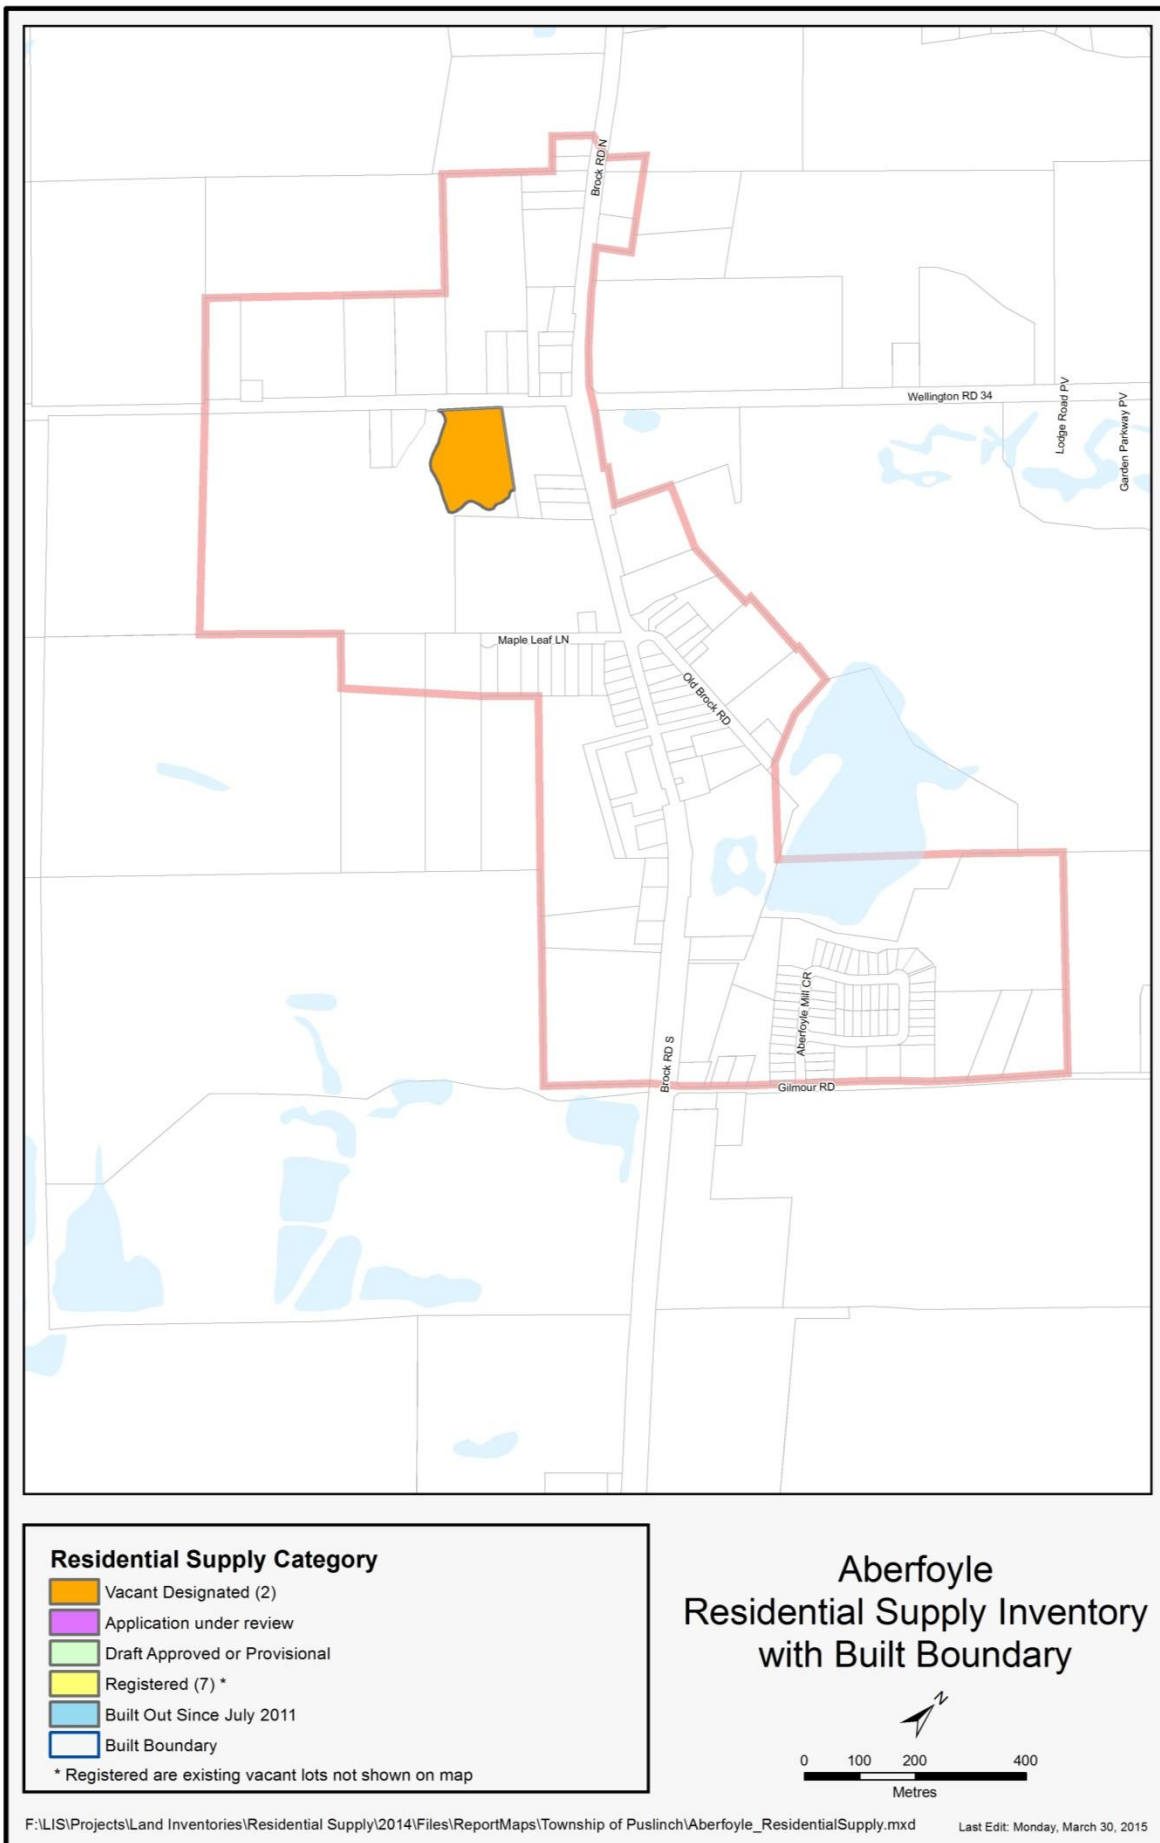 Brock RD N
Wellington RD 34
Lodge Road PV
Garden Parkway PV
Maple Leaf LN
Old Brock RD
Aberfoyle Mill CR
Brock RD S
Gilmour RD
Residential Supply Category
Vacant Designated (2)
Application under review
Draft Approved or Provisional
Registered (7) *
Built Out Since July 2011
Built Boundary
* Registered are existing vacant lots not shown on map
Aberfoyle
Residential Supply Inventory
with Built Boundary
N
0 100 200 400
Metres
F:\LIS\Projects\Land Inventories\Residential Supply\2014\Files\ReportMaps\Township of Puslinch\Aberfoyle_ResidentialSupply.mxd
Last Edit: Monday, March 30, 2015